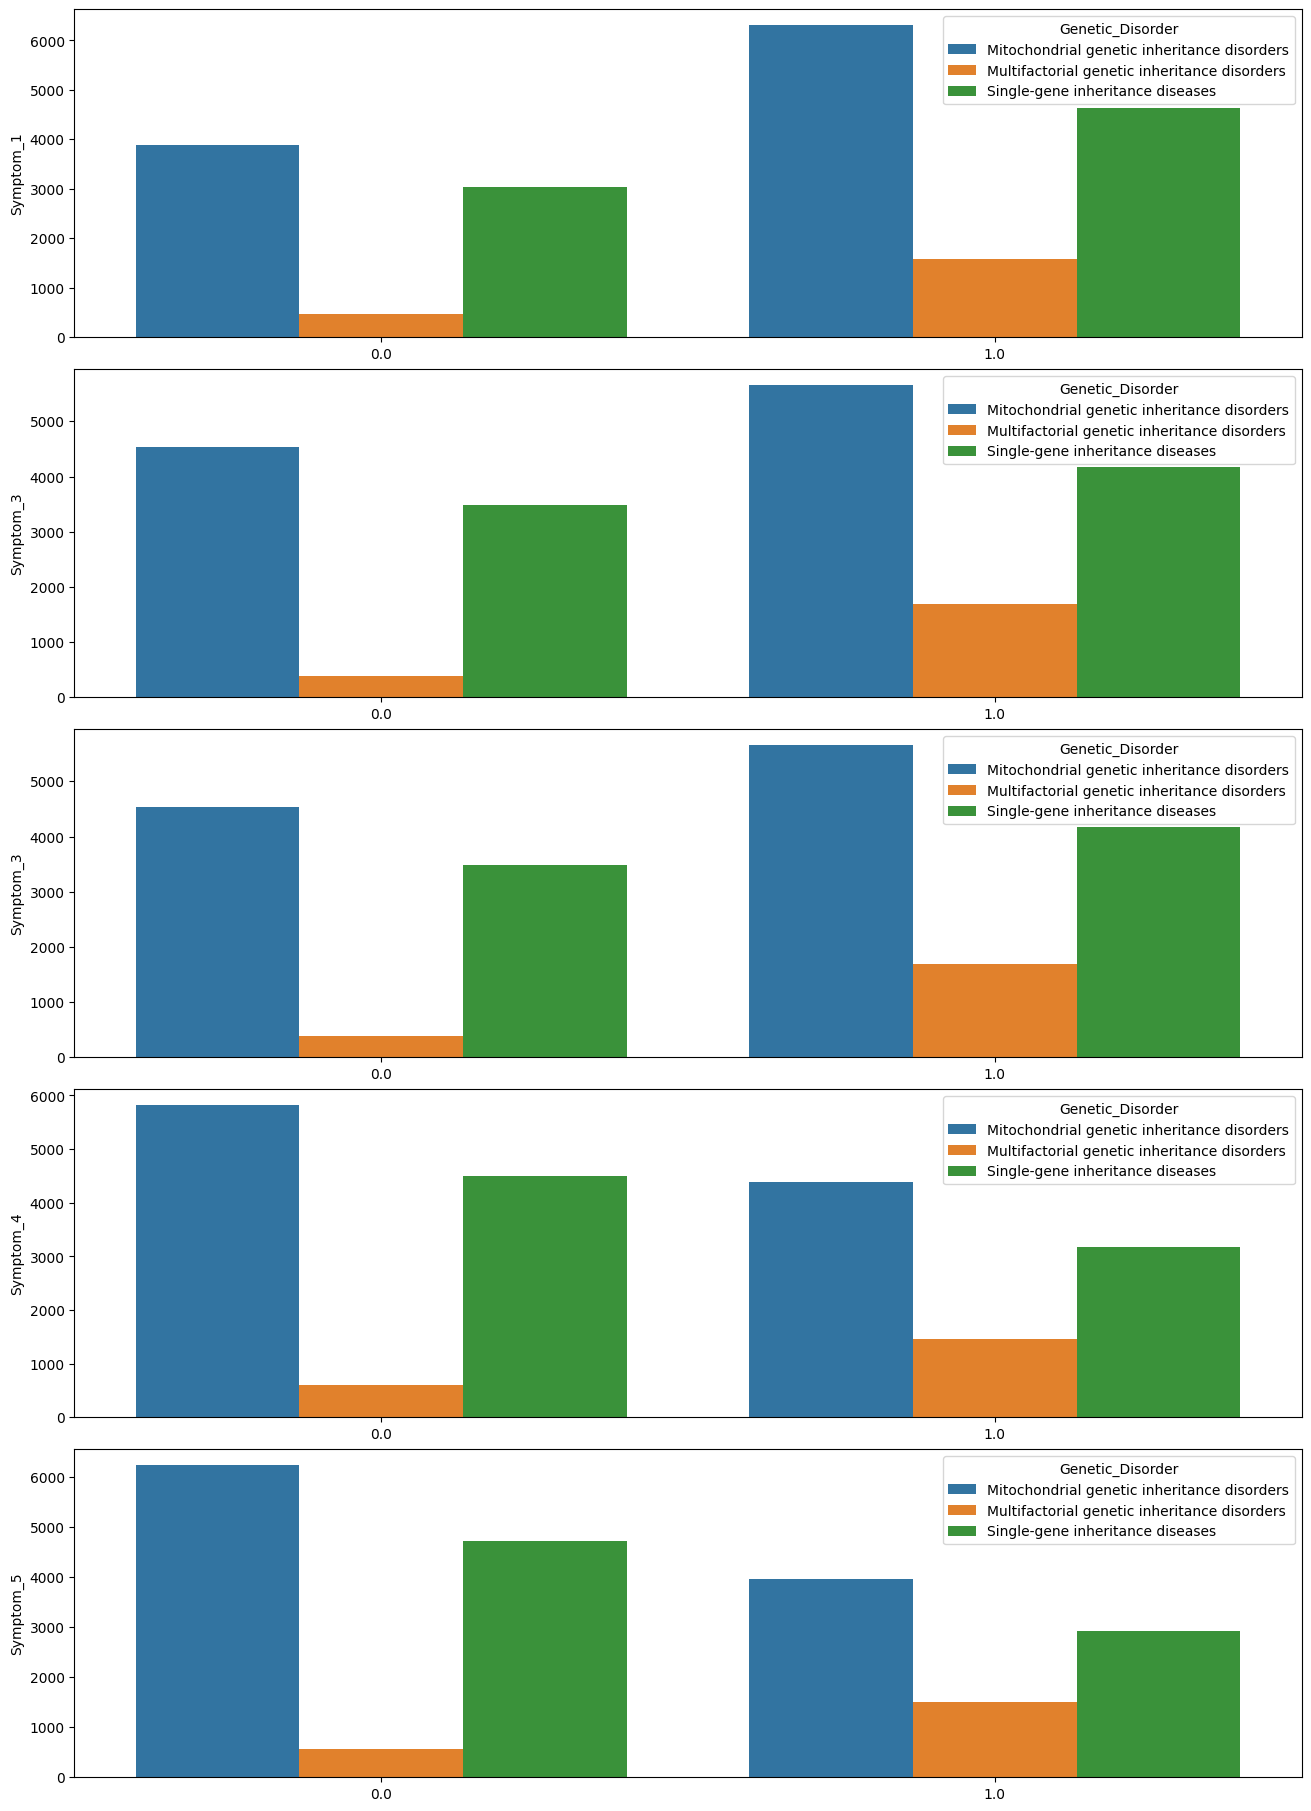 6000
5000
4000
3000
2000
1000
0
Symptom_1
Genetic_Disorder
Mitochondrial genetic inheritance disorders
Multifactorial genetic inheritance disorders
Single-gene inheritance diseases
0.0 1.0
5000
4000
3000
2000
1000
0
Symptom_3
Genetic_Disorder
Mitochondrial genetic inheritance disorders
Multifactorial genetic inheritance disorders
Single-gene inheritance diseases
0.0 1.0
5000
4000
3000
2000
1000
0
Symptom_3
Genetic_Disorder
Mitochondrial genetic inheritance disorders
Multifactorial genetic inheritance disorders
Single-gene inheritance diseases
0.0 1.0
6000
5000
4000
3000
2000
1000
0
Symptom_4
Genetic_Disorder
Mitochondrial genetic inheritance disorders
Multifactorial genetic inheritance disorders
Single-gene inheritance diseases
0.0 1.0
6000
5000
4000
3000
2000
1000
0
Symptom_5
Genetic_Disorder
Mitochondrial genetic inheritance disorders
Multifactorial genetic inheritance disorders
Single-gene inheritance diseases
0.0 1.0